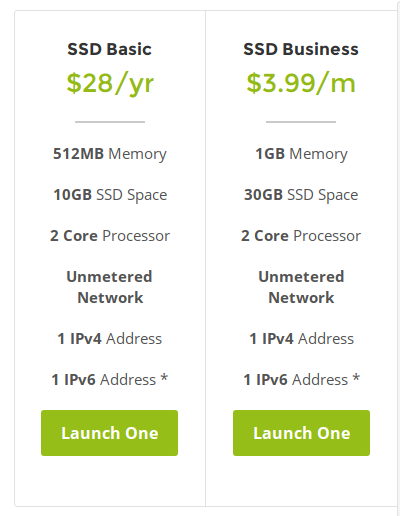 SSD Basic
$28/yr
512MB Memory
10GB SSD Space
2 Core Processor
Unmetered
Network
1 IPv4 Address
1 IPv6 Address *
Launch One
SSD Business
$3.99/m
1GB Memory
30GB SSD Space
2 Core Processor
Unmetered
Network
1 IPv4 Address
1 IPv6 Address *
Launch One